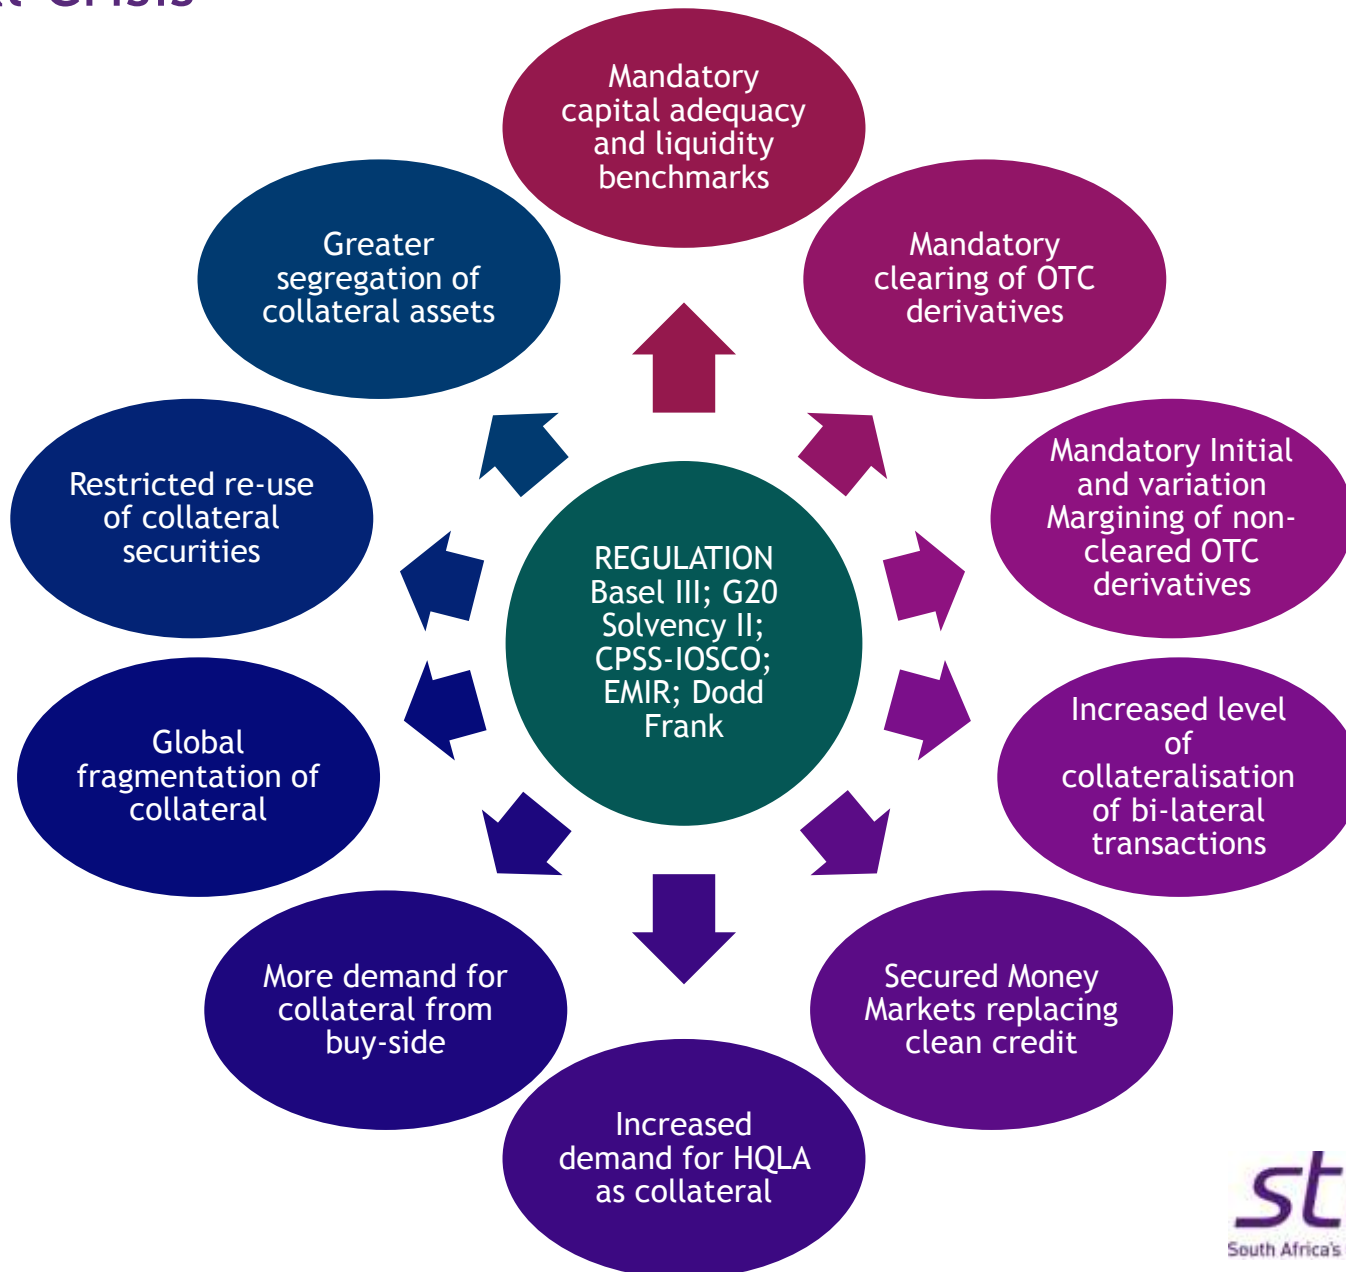 Crisis
Mandatory
capital adequacy
and liquidity
benchmarks
Mandatory
clearing of OTC
derivatives
Mandatory Initial
and variation
Margining of non-
cleared OTC
derivatives
Increased level
of
collateralisation
of bi-lateral
transactions
Secured Money
Markets replacing
clean credit
Increased
demand for HQLA
as collateral
More demand for
collateral from
buy-side
Global
fragmentation of
collateral
Restricted re-use
of collateral
securities
Greater
segregation of
collateral assets
REGULATION
Basel III; G20
Solvency II;
CPSS-IOSCO;
EMIR; Dodd
Frank
st
South Africa's